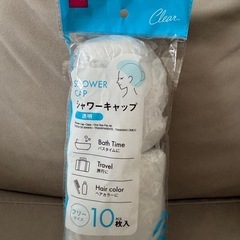 Clear
SHOWER
CAP
シャワーキャップ
透明
Bath Time
バスタイムに
Travel
旅行に
Hair color
ヘアカラーに
フリーサイズ
10枚入
PCS